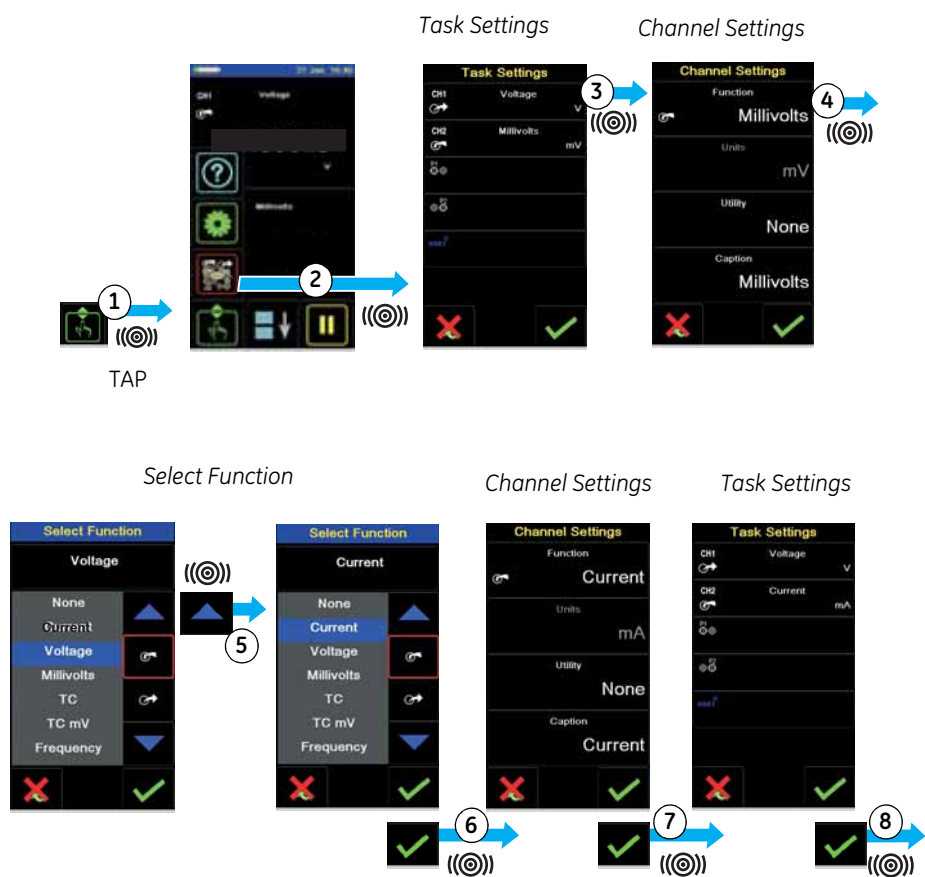 Task Settings
Channel Settings
CH1
Voltage
V
Millivolts
1
TAP
2
Task Settings
CH1 Voltage
V
CH2 Millivolts
mV
P1
P2
3
Channel Settings
Function
Millivolts
Units
mV
Utility
None
Caption
Millivolts
4
Select Function
Channel Settings
Task Settings
Select Function
Voltage
None
Current
Voltage
Millivolts
TC
TC mV
Frequency
5
Select Function
Current
None
Current
Voltage
Millivolts
TC
TC mV
Frequency
6
Channel Settings
Function
Current
Units
mA
Utility
None
Caption
Current
7
Task Settings
CH1 Voltage
V
CH2 Current
mA
P1
P2
8